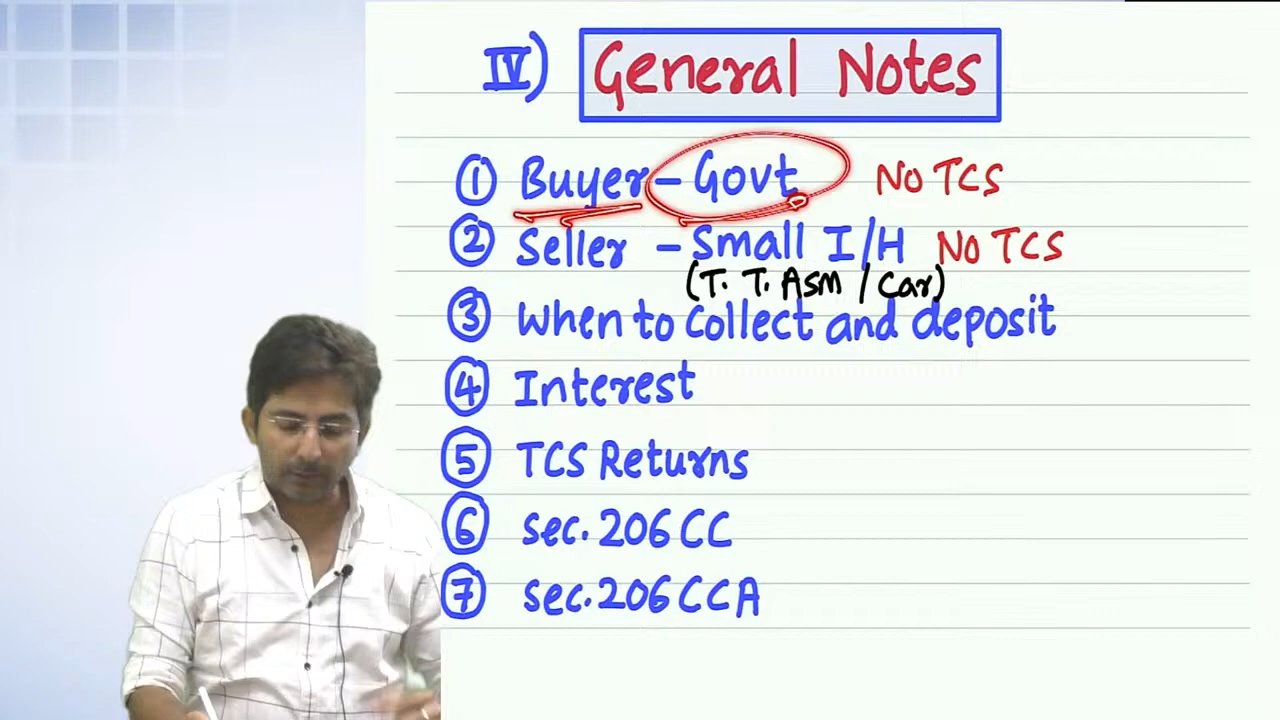 IV) General Notes
① Buyer - Govt No TCS
② Seller - Small I/H No TCS
(T. T. ASM / Car)
③ When to collect and deposit
④ Interest
⑤ TCS Returns
⑥ Sec. 206 CC
⑦ Sec. 206 CCA